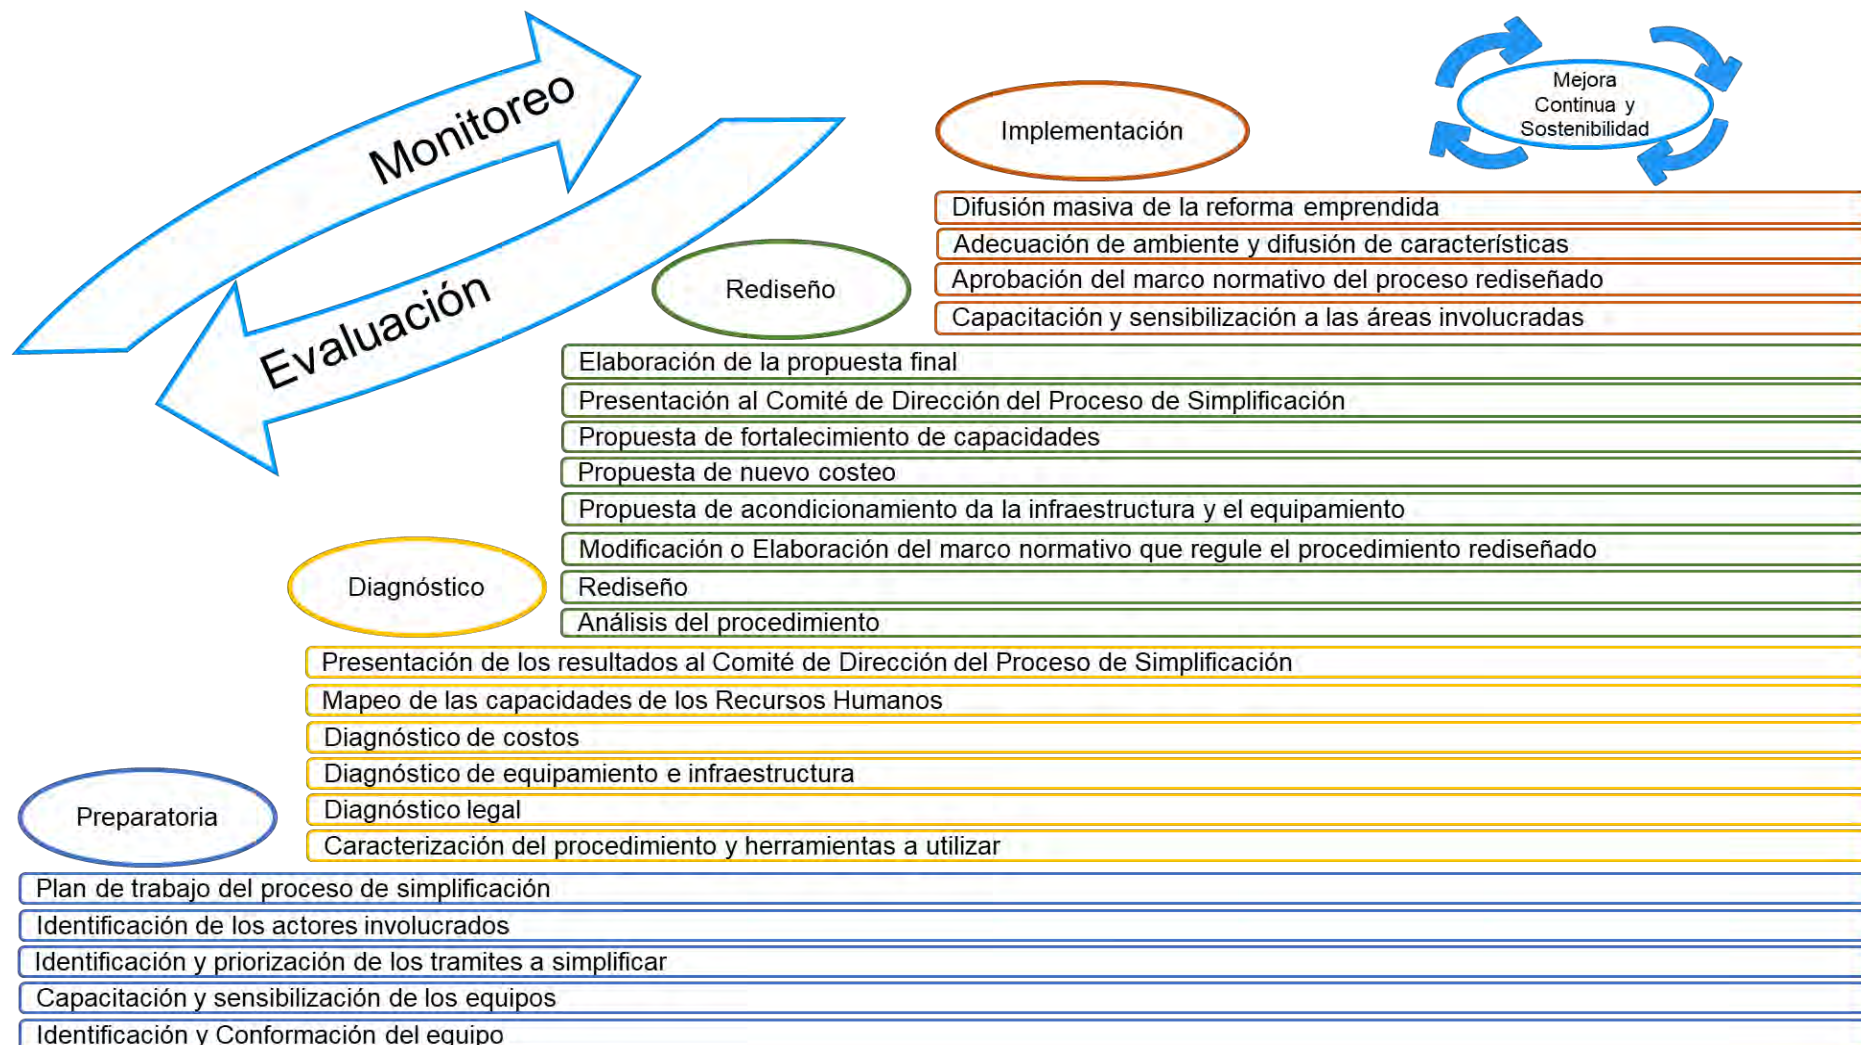 Monitoreo
Evaluación
Mejora
Continua y
Sostenibilidad
Implementación
Difusión masiva de la reforma emprendida
Adecuación de ambiente y difusión de características
Aprobación del marco normativo del proceso rediseñado
Capacitación y sensibilización a las áreas involucradas
Rediseño
Elaboración de la propuesta final
Presentación al Comité de Dirección del Proceso de Simplificación
Propuesta de fortalecimiento de capacidades
Propuesta de nuevo costeo
Propuesta de acondicionamiento da la infraestructura y el equipamiento
Modificación o Elaboración del marco normativo que regule el procedimiento rediseñado
Rediseño
Análisis del procedimiento
Diagnóstico
Presentación de los resultados al Comité de Dirección del Proceso de Simplificación
Mapeo de las capacidades de los Recursos Humanos
Diagnóstico de costos
Diagnóstico de equipamiento e infraestructura
Diagnóstico legal
Caracterización del procedimiento y herramientas a utilizar
Preparatoria
Plan de trabajo del proceso de simplificación
Identificación de los actores involucrados
Identificación y priorización de los tramites a simplificar
Capacitación y sensibilización de los equipos
Identificación y Conformación del equipo